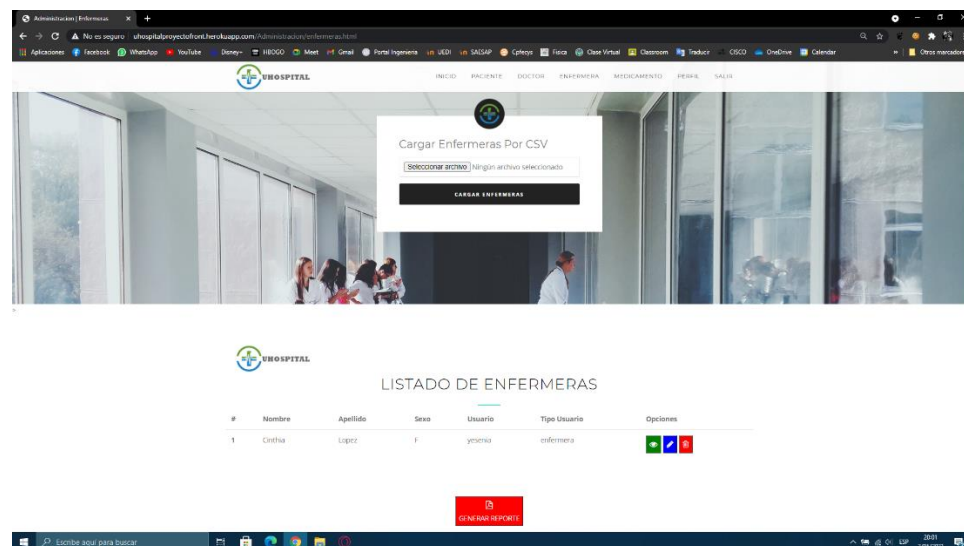 Administracion | Enfermeras
No es seguro | uhospitalproyectofront.herokuapp.com/Administracion/enfermeras.html
Aplicaciones Facebook WhatsApp YouTube Disney+ HBOGO Meet Gmail Portal Ingenieria UEDI SAESAP Cpfecys Fisica Clase Virtual Classroom Traducir CISCO OneDrive Calendar » Otros marcadores
UHOSPITAL
INICIO PACIENTE DOCTOR ENFERMERA MEDICAMENTO PERFIL SALIR
Cargar Enfermeras Por CSV
Seleccionar archivo Ningún archivo seleccionado
CARGAR ENFERMERAS
UHOSPITAL
LISTADO DE ENFERMERAS
# Nombre Apellido Sexo Usuario Tipo Usuario Opciones
1 Cinthia Lopez F yesenia enfermera
GENERAR REPORTE
Escribe aquí para buscar
ESP
20:01